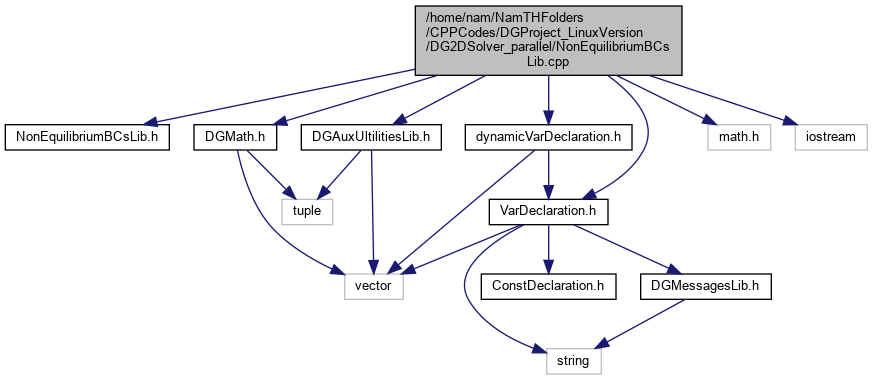 /home/nam/NamTHFolders
/CPPCodes/DGProject_LinuxVersion
/DG2DSolver_parallel/NonEquilibriumBCs
Lib.cpp
NonEquilibriumBCsLib.h
DGMath.h
DGAuxUltilitiesLib.h
dynamicVarDeclaration.h
math.h
iostream
tuple
VarDeclaration.h
vector
ConstDeclaration.h
DGMessagesLib.h
string